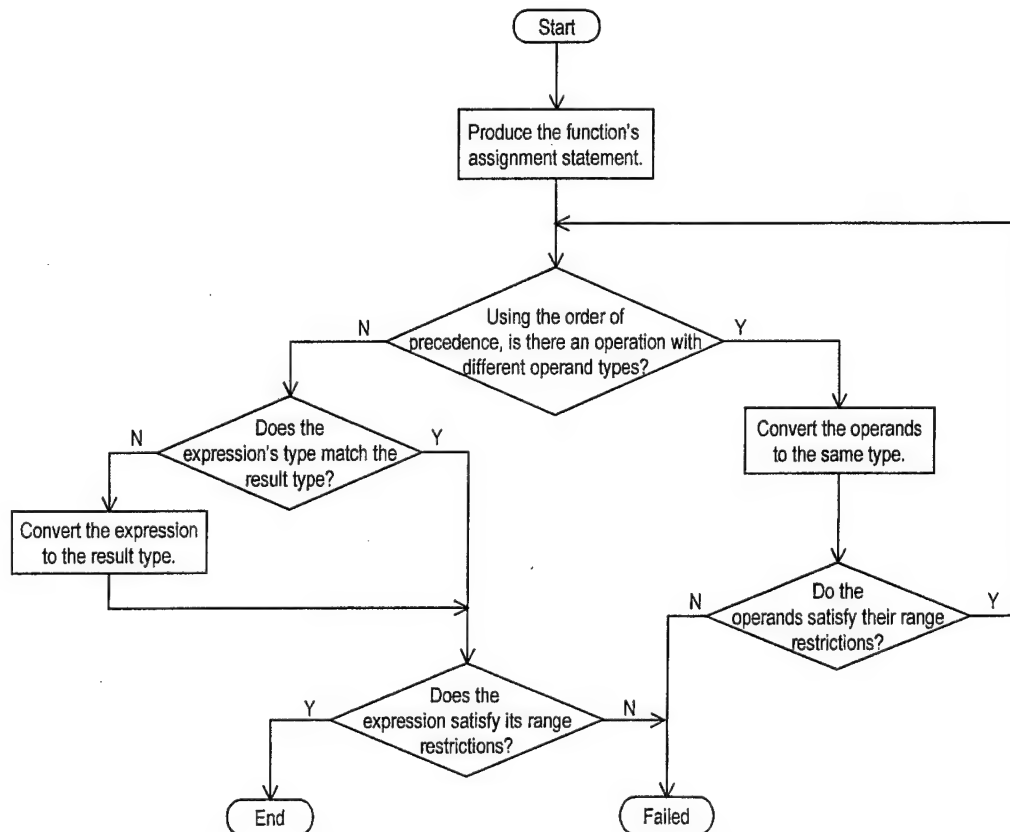 Start
Produce the function's
assignment statement.
Using the order of
precedence, is there an operation with
different operand types?
N
Y
Does the
expression's type match the
result type?
N
Y
Convert the operands
to the same type.
Convert the expression
to the result type.
Do the
operands satisfy their range
restrictions?
N
Y
Does the
expression satisfy its range
restrictions?
Y
N
End
Failed